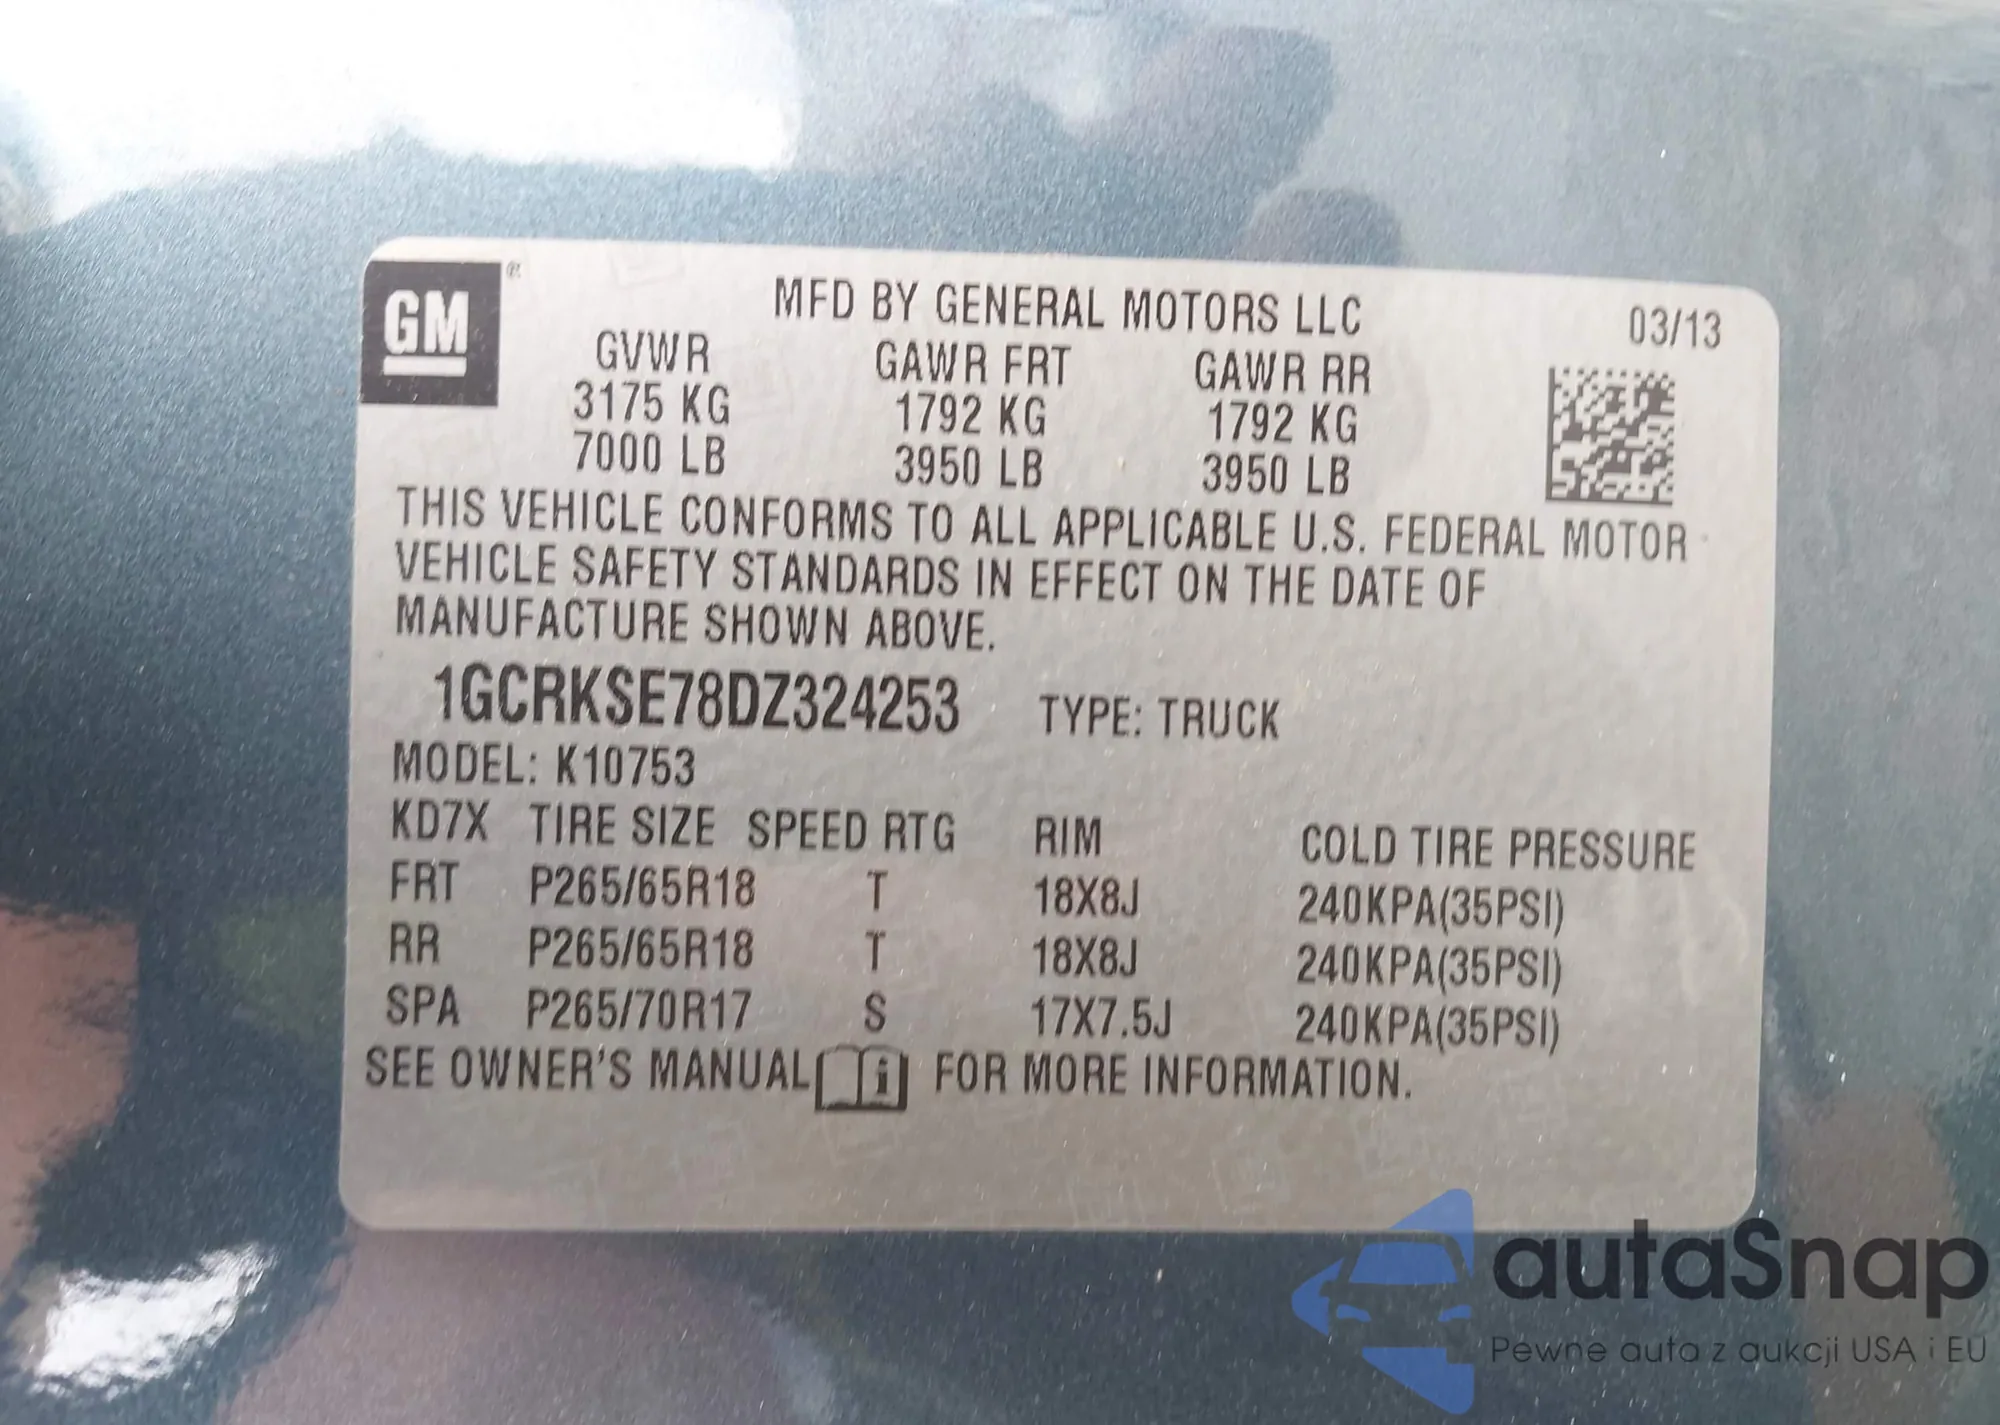 GM ®
MFD BY GENERAL MOTORS LLC 03/13
GVWR GAWR FRT GAWR RR
3175 KG 1792 KG 1792 KG
7000 LB 3950 LB 3950 LB
THIS VEHICLE CONFORMS TO ALL APPLICABLE U.S. FEDERAL MOTOR
VEHICLE SAFETY STANDARDS IN EFFECT ON THE DATE OF
MANUFACTURE SHOWN ABOVE.
1GCRKSE78DZ324253 TYPE: TRUCK
MODEL: K10753
KD7X TIRE SIZE SPEED RTG RIM COLD TIRE PRESSURE
FRT P265/65R18 T 18X8J 240KPA(35PSI)
RR P265/65R18 T 18X8J 240KPA(35PSI)
SPA P265/70R17 S 17X7.5J 240KPA(35PSI)
SEE OWNER'S MANUAL i FOR MORE INFORMATION.
autaSnap
Pewne auta z aukcji USA i EU